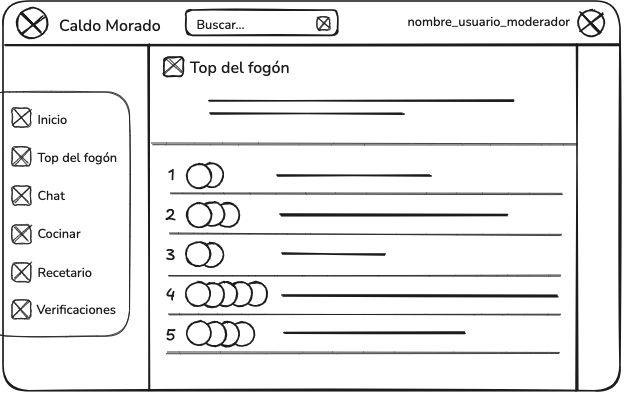 Caldo Morado
Buscar...
nombre_usuario_moderador
Top del fogón
Inicio
Top del fogón
Chat
Cocinar
Recetario
Verificaciones
1
2
3
4
5